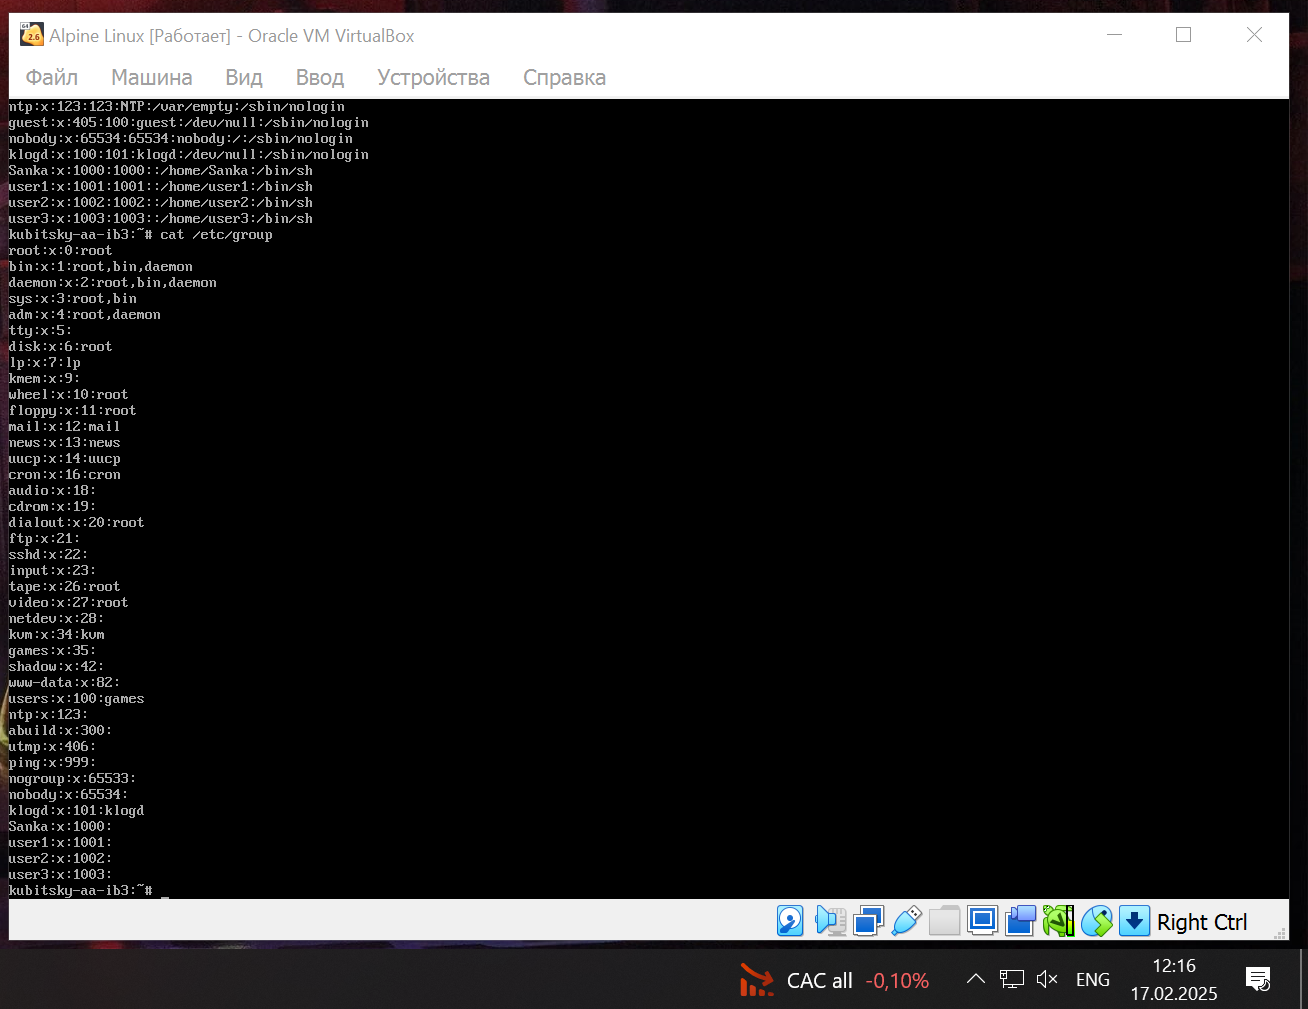 Alpine Linux [Работает] - Oracle VM VirtualBox
Файл Машина Вид Ввод Устройства Справка
ntp:x:123:123:NTP:/var/empty:/sbin/nologin
guest:x:405:100:guest:/dev/null:/sbin/nologin
nobody:x:65534:65534:nobody:/:/sbin/nologin
klogd:x:100:101:klogd:/dev/null:/sbin/nologin
Sanka:x:1000:1000::/home/Sanka:/bin/sh
user1:x:1001:1001::/home/user1:/bin/sh
user2:x:1002:1002::/home/user2:/bin/sh
user3:x:1003:1003::/home/user3:/bin/sh
kubitsky-aa-ib3:~# cat /etc/group
root:x:0:root
bin:x:1:root,bin,daemon
daemon:x:2:root,bin,daemon
sys:x:3:root,bin
adm:x:4:root,daemon
tty:x:5:
disk:x:6:root
lp:x:7:lp
kmem:x:9:
wheel:x:10:root
floppy:x:11:root
mail:x:12:mail
news:x:13:news
uucp:x:14:uucp
cron:x:16:cron
audio:x:18:
cdrom:x:19:
dialout:x:20:root
ftp:x:21:
sshd:x:22:
input:x:23:
tape:x:26:root
video:x:27:root
netdev:x:28:
kvm:x:34:kvm
games:x:35:
shadow:x:42:
www-data:x:82:
users:x:100:games
ntp:x:123:
abuild:x:300:
utmp:x:406:
ping:x:999:
nogroup:x:65533:
nobody:x:65534:
klogd:x:101:klogd
Sanka:x:1000:
user1:x:1001:
user2:x:1002:
user3:x:1003:
kubitsky-aa-ib3:~# _
Right Ctrl
CAC all -0,10% ENG 12:16
17.02.2025